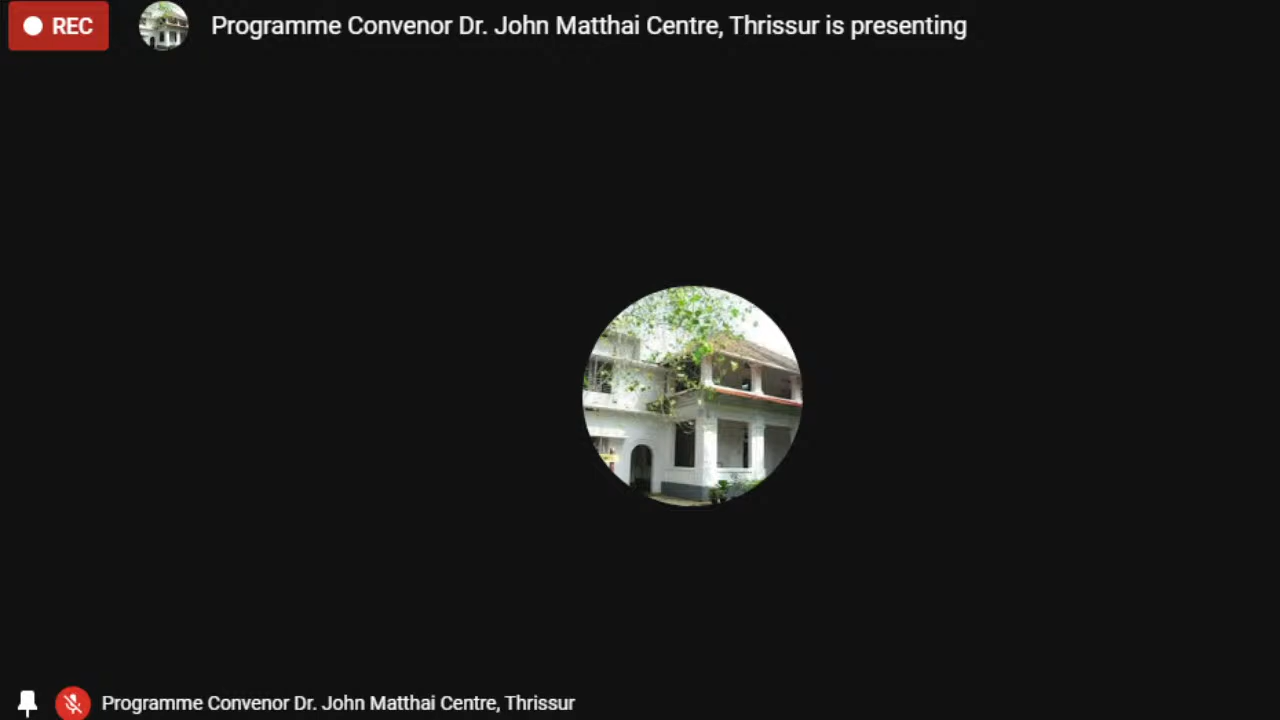 REC
Programme Convenor Dr. John Matthai Centre, Thrissur is presenting
Programme Convenor Dr. John Matthai Centre, Thrissur